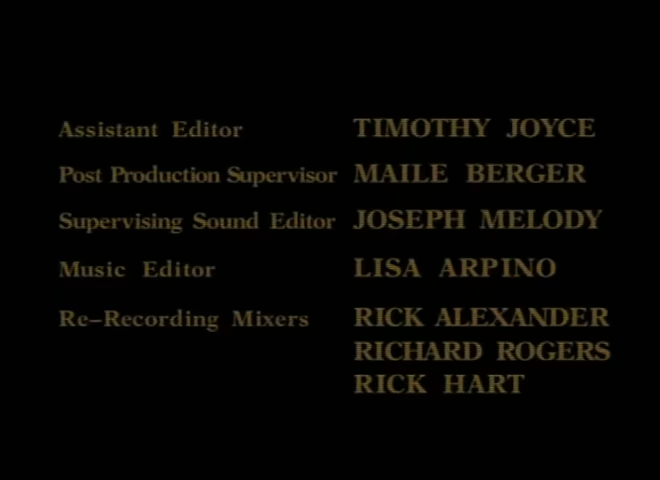 Assistant Editor TIMOTHY JOYCE
Post Production Supervisor MAILE BERGER
Supervising Sound Editor JOSEPH MELODY
Music Editor LISA ARPINO
Re–Recording Mixers RICK ALEXANDER
RICHARD ROGERS
RICK HART